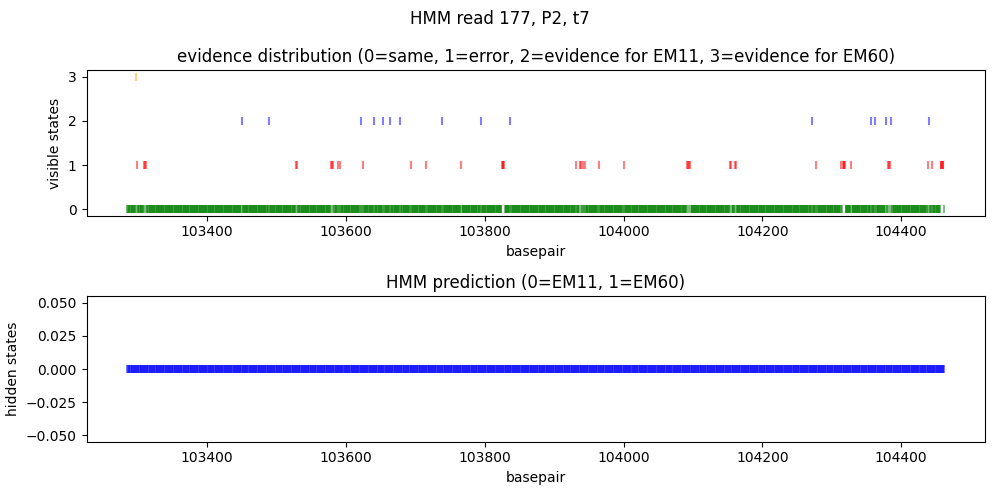 HMM read 177, P2, t7
evidence distribution (0=same, 1=error, 2=evidence for EM11, 3=evidence for EM60)
visible states
3
2
1
0
103400 103600 103800 104000 104200 104400
basepair
HMM prediction (0=EM11, 1=EM60)
hidden states
0.050
0.025
0.000
−0.025
−0.050
103400 103600 103800 104000 104200 104400
basepair